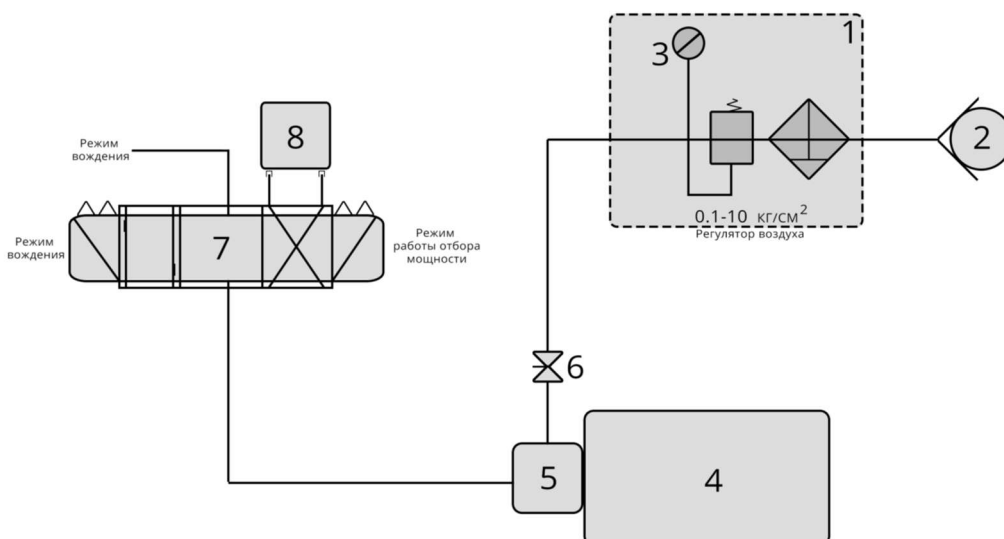 1
3
2
0.1-10 КГ/СМ²
Регулятор воздуха
8
Режим
вождения
7
Режим
вождения
Режим
работы отбора
мощности
6
5
4